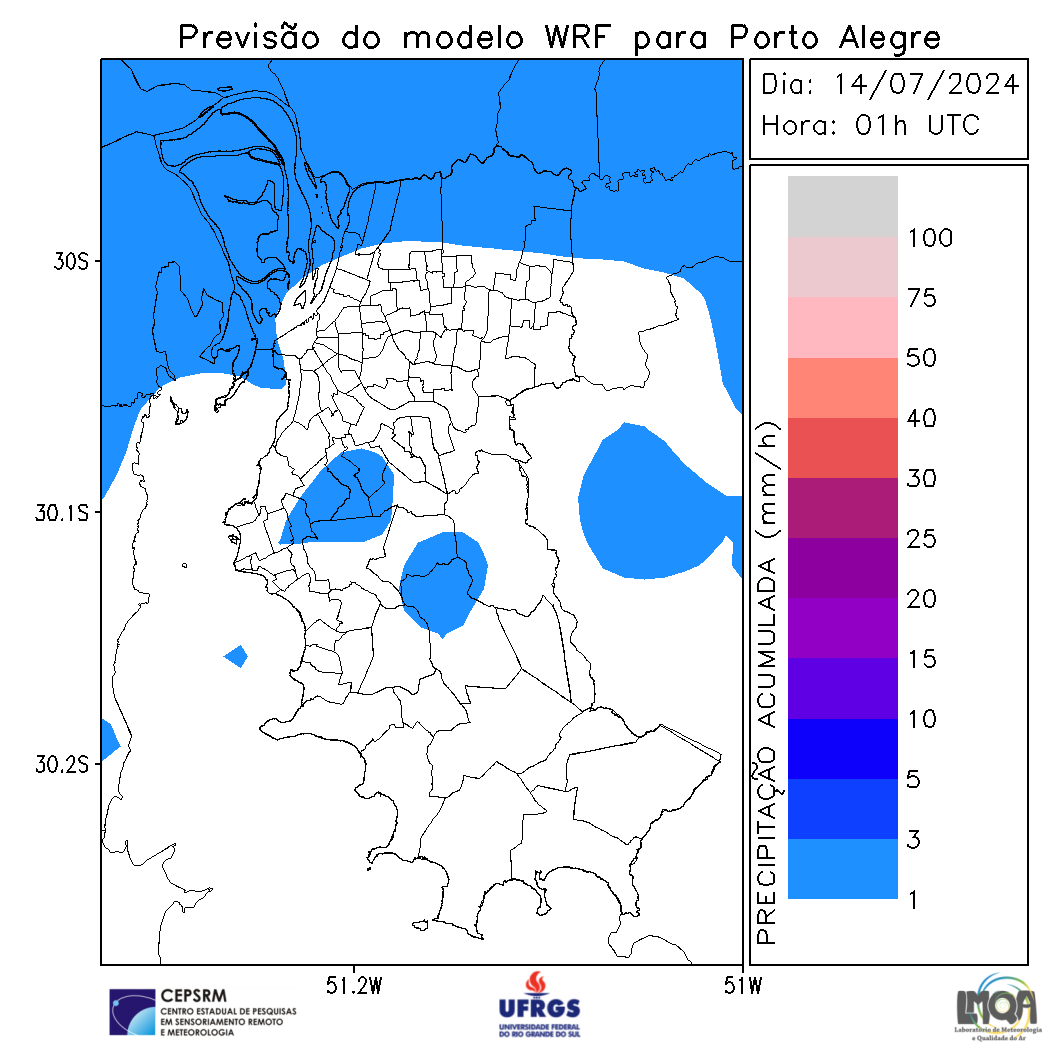 Previsão do modelo WRF para Porto Alegre
Dia: 14/07/2024
Hora: 01h UTC
30S
30.1S
30.2S
51.2W
51W
PRECIPITAÇÃO ACUMULADA (mm/h)
100
75
50
40
30
25
20
15
10
5
3
1
CEPSRM
CENTRO ESTADUAL DE PESQUISAS
EM SENSORIAMENTO REMOTO
E METEOROLOGIA
UFRGS
UNIVERSIDADE FEDERAL
DO RIO GRANDE DO SUL
LMQA
Laboratório de Meteorologia
e Qualidade do Ar